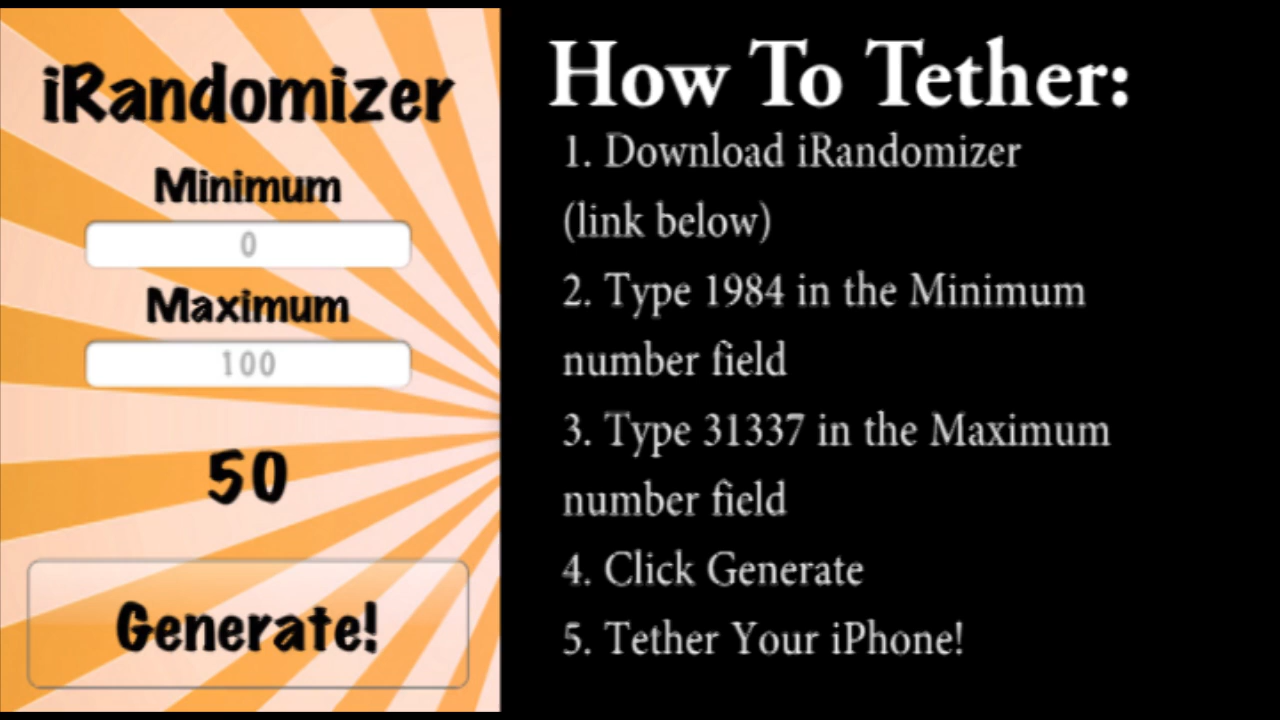 iRandomizer
Minimum
0
Maximum
100
50
Generate!
How To Tether:
1. Download iRandomizer
(link below)
2. Type 1984 in the Minimum
number field
3. Type 31337 in the Maximum
number field
4. Click Generate
5. Tether Your iPhone!